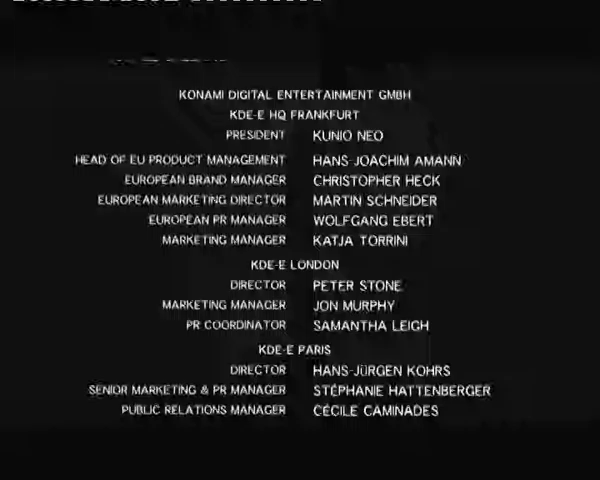 KONAMI DIGITAL ENTERTAINMENT GMBH
KDE-E HQ FRANKFURT
PRESIDENT KUNIO NEO
HEAD OF EU PRODUCT MANAGEMENT HANS-JOACHIM AMANN
EUROPEAN BRAND MANAGER CHRISTOPHER HECK
EUROPEAN MARKETING DIRECTOR MARTIN SCHNEIDER
EUROPEAN PR MANAGER WOLFGANG EBERT
MARKETING MANAGER KATJA TORRINI
KDE-E LONDON
DIRECTOR PETER STONE
MARKETING MANAGER JON MURPHY
PR COORDINATOR SAMANTHA LEIGH
KDE-E PARIS
DIRECTOR HANS-JÜRGEN KOHRS
SENIOR MARKETING & PR MANAGER STÉPHANIE HATTENBERGER
PUBLIC RELATIONS MANAGER CÉCILE CAMINADES